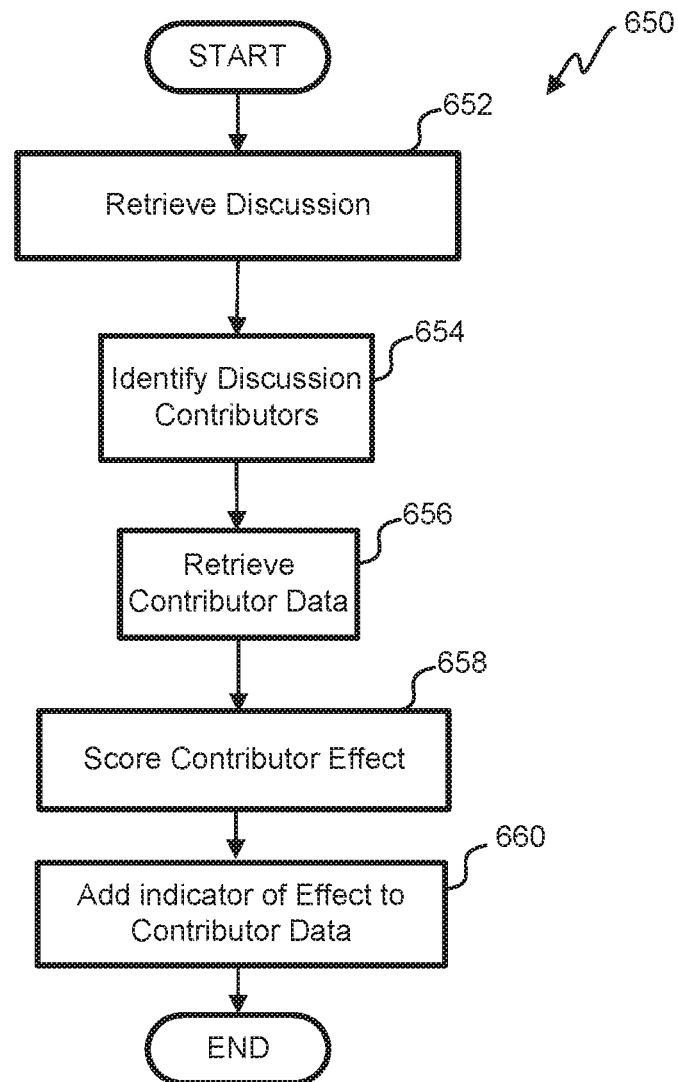 650
START
652
Retrieve Discussion
654
Identify Discussion
Contributors
656
Retrieve
Contributor Data
658
Score Contributor Effect
660
Add indicator of Effect to
Contributor Data
END